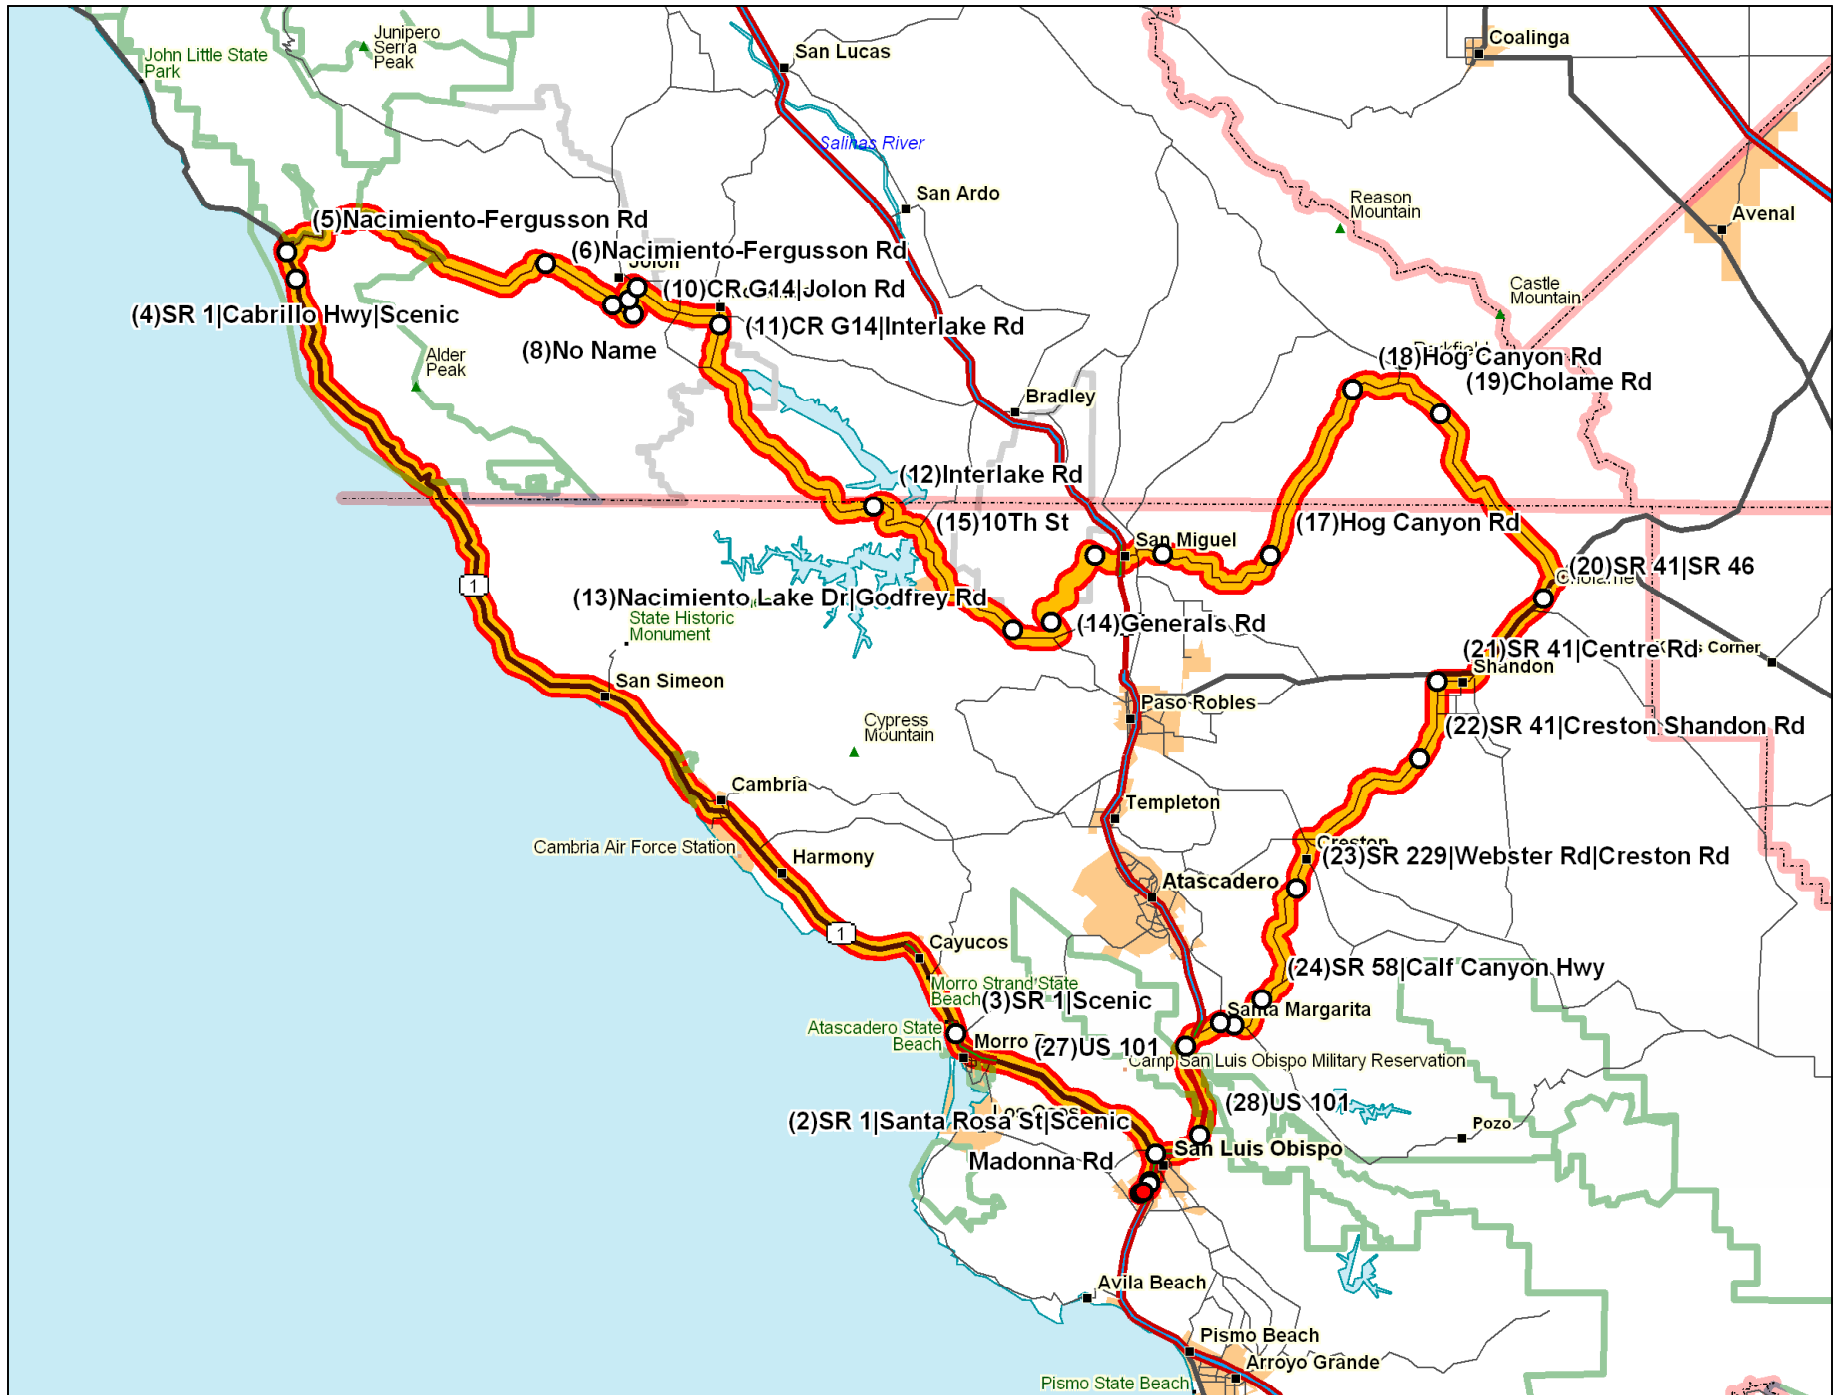 John Little State
Park
Junipero
Serra
Peak
San Lucas
Coalinga
Salinas River
San Ardo
Reason
Mountain
Avenal
(5)Nacimiento-Fergusson Rd
(6)Nacimiento-Fergusson Rd
Jolon
(10)CR G14|Jolon Rd
Castle
Mountain
(4)SR 1|Cabrillo Hwy|Scenic
(11)CR G14|Interlake Rd
(8)No Name
Alder
Peak
Parkfield
(18)Hog Canyon Rd
(19)Cholame Rd
Bradley
(12)Interlake Rd
(15)10Th St
(17)Hog Canyon Rd
San Miguel
(20)SR 41|SR 46
Cholame
1
(13)Nacimiento Lake Dr|Godfrey Rd
State Historic
Monument
(14)Generals Rd
(21)SR 41|Centre Rd
Corner
Shandon
San Simeon
Paso Robles
Cypress
Mountain
(22)SR 41|Creston Shandon Rd
Cambria
Templeton
Cambria Air Force Station
Harmony
Creston
(23)SR 229|Webster Rd|Creston Rd
Atascadero
1
Cayucos
(24)SR 58|Calf Canyon Hwy
Morro Strand State
Beach
(3)SR 1|Scenic
Santa Margarita
Atascadero State
Beach
Morro
(27)US 101
Camp San Luis Obispo Military Reservation
(28)US 101
Los Osos
(2)SR 1|Santa Rosa St|Scenic
Pozo
San Luis Obispo
Madonna Rd
Avila Beach
Pismo Beach
Arroyo Grande
Pismo State Beach